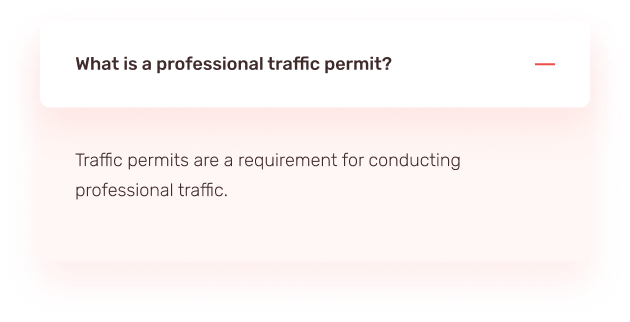 What is a professional traffic permit?
Traffic permits are a requirement for conducting
professional traffic.